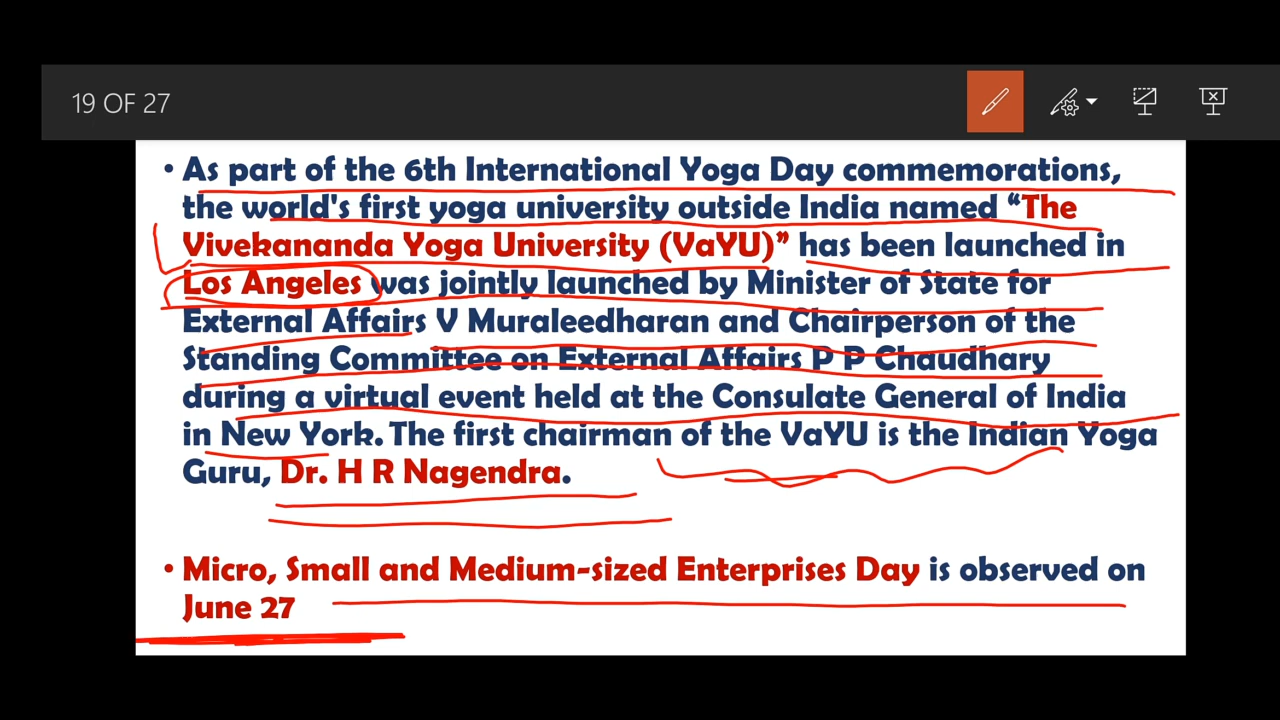 19 OF 27
• As part of the 6th International Yoga Day commemorations,
the world's first yoga university outside India named “The
Vivekananda Yoga University (VaYU)” has been launched in
Los Angeles was jointly launched by Minister of State for
External Affairs V Muraleedharan and Chairperson of the
Standing Committee on External Affairs P P Chaudhary
during a virtual event held at the Consulate General of India
in New York. The first chairman of the VaYU is the Indian Yoga
Guru, Dr. H R Nagendra.
• Micro, Small and Medium-sized Enterprises Day is observed on
June 27